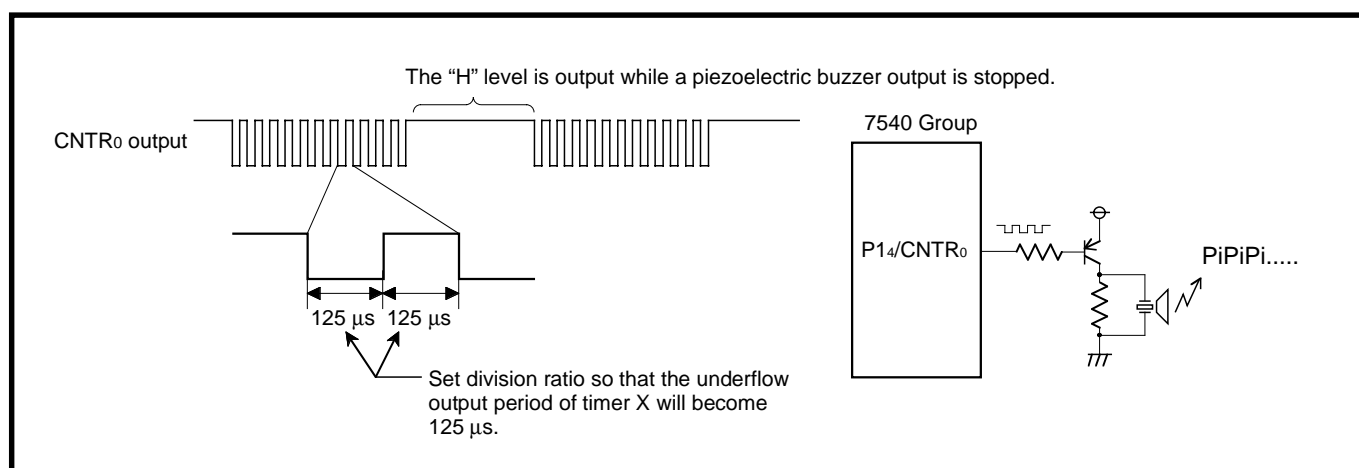 The “H” level is output while a piezoelectric buzzer output is stopped.
CNTR0 output
125 μs 125 μs
Set division ratio so that the underflow
output period of timer X will become
125 μs.
7540 Group
P14/CNTR0
PiPiPi.....